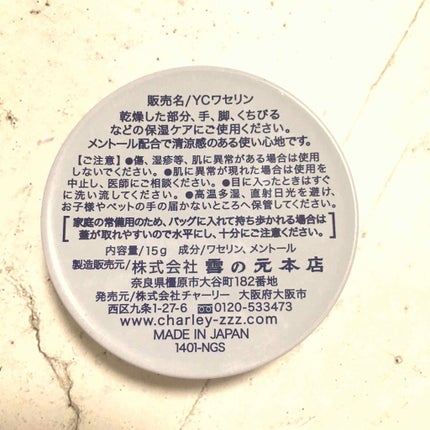 販売名/YCワセリン
乾燥した部分、手、脚、くちびる
などの保湿ケアにご使用ください。
メントール配合で清涼感のある使い心地です。
【ご注意】●傷、湿疹等、肌に異常がある場合は使用
しないでください。●肌に異常が現れた場合は使用を
中止し、医師にご相談ください。●目に入ったときはすぐ
に洗い流してください。●高温多湿、直射日光を避け、
お子様やペットの手の届かないところへ保管してください。
[家庭の常備用のため、バッグに入れて持ち歩かれる場合は
蓋が取れやすいので水平にし、十分にご注意ください。]
内容量/15g 成分/ワセリン、メントール
製造販売元/株式会社 雪の元本店
奈良県橿原市大谷町182番地
発売元/株式会社チャーリー 大阪府大阪市
西区九条1-27-6 0120-533473
www.charley-zzz.com
MADE IN JAPAN
1401-NGS